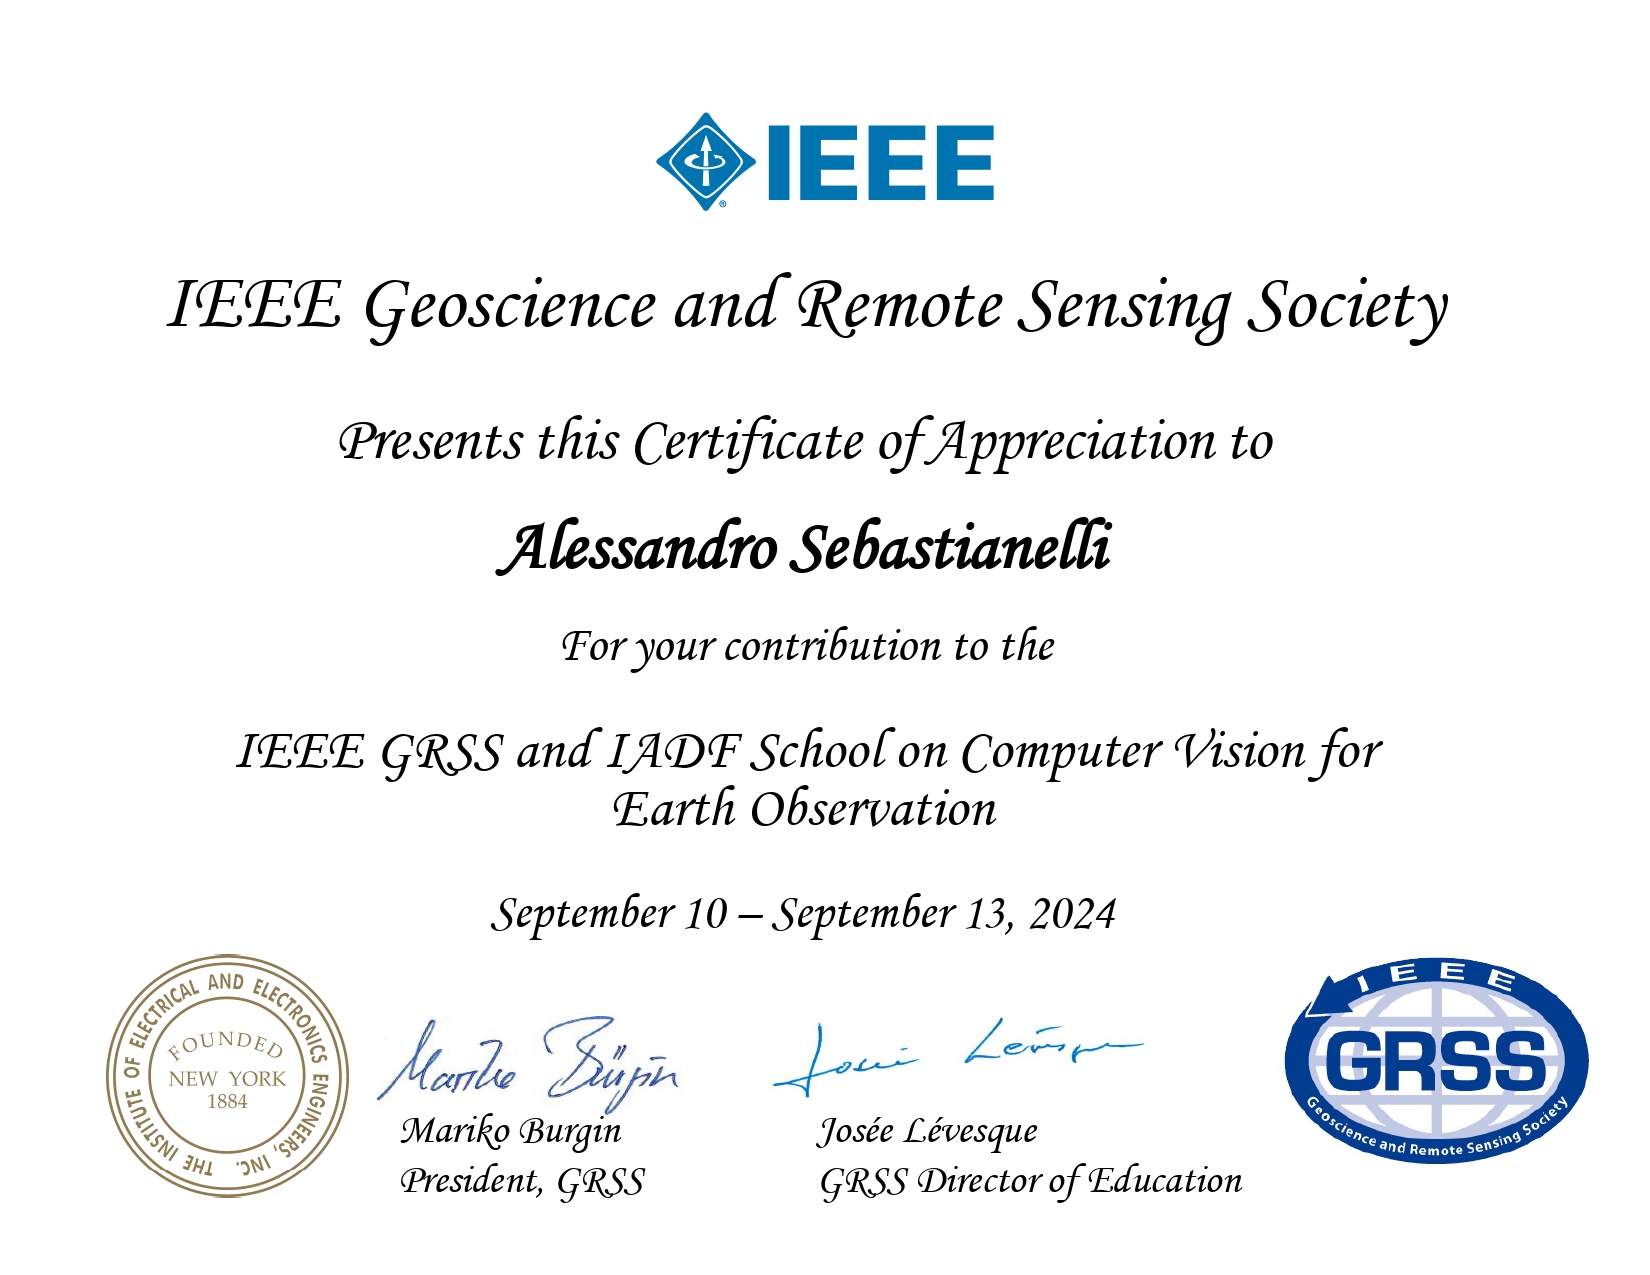 IEEE
®
IEEE Geoscience and Remote Sensing Society
Presents this Certificate of Appreciation to
Alessandro Sebastianelli
For your contribution to the
IEEE GRSS and IADF School on Computer Vision for
Earth Observation
September 10 – September 13, 2024
THE INSTITUTE OF ELECTRICAL AND ELECTRONICS ENGINEERS, INC.
FOUNDED
NEW YORK
1884
Mariko Bürgin
Josée Lévesque
Mariko Burgin
President, GRSS
Josée Lévesque
GRSS Director of Education
IEEE
GRSS
Geoscience and Remote Sensing Society